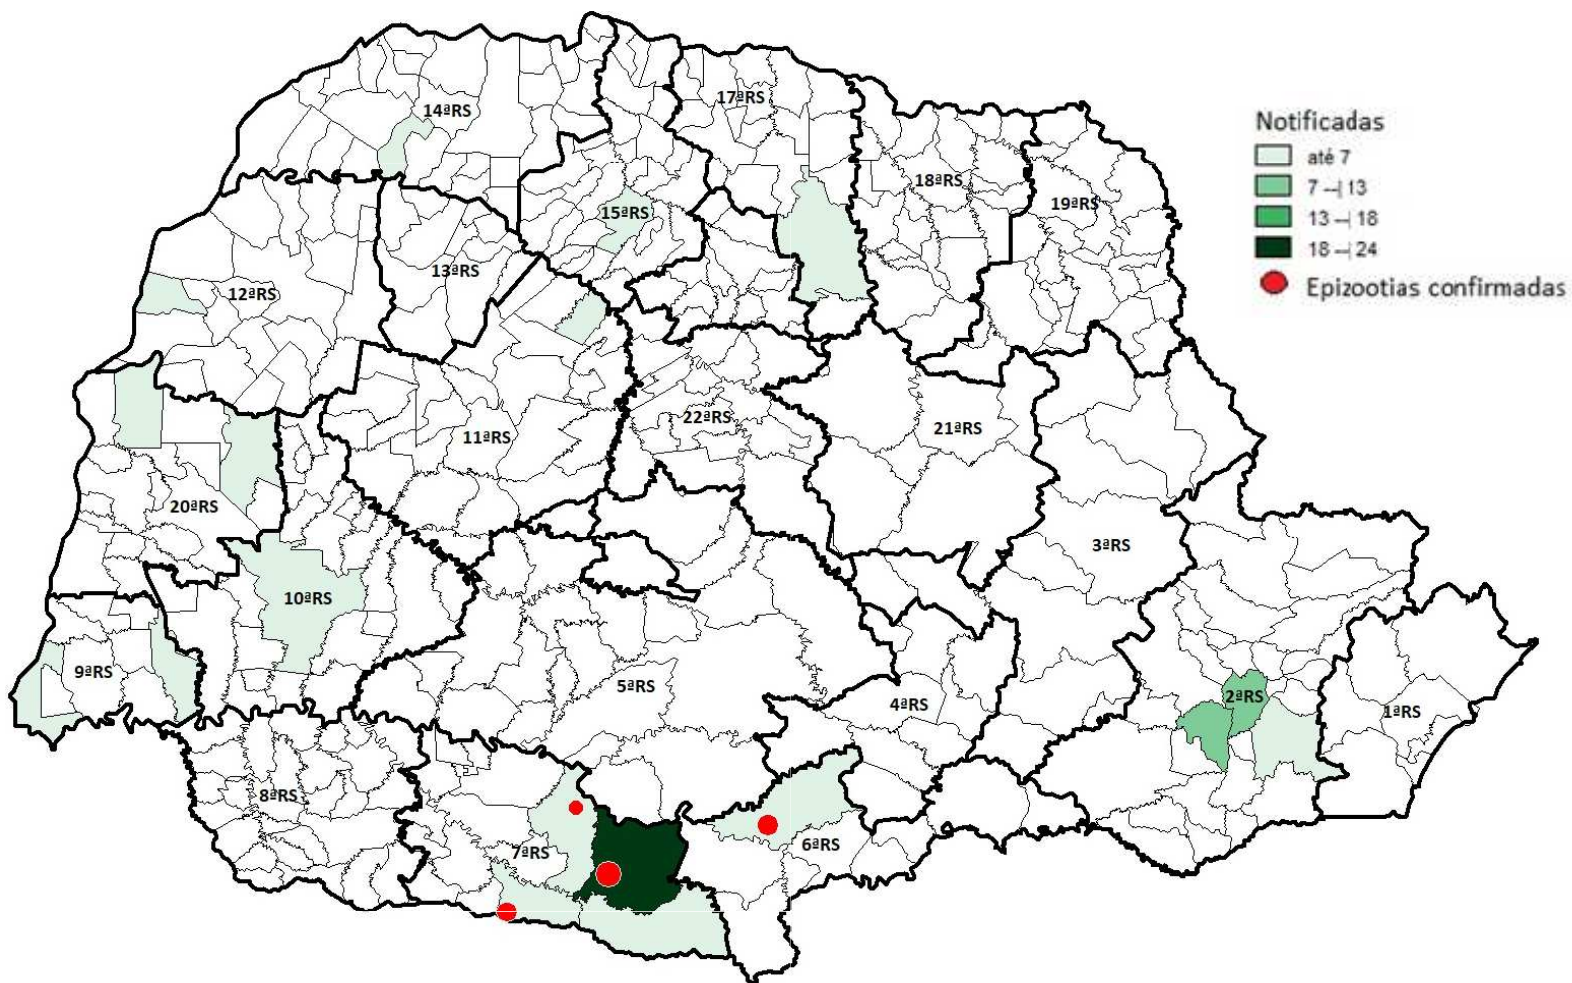 17ªRS
14ªRS
Notificadas
até 7
7 --| 13
13 --| 18
18 --| 24
Epizootias confirmadas
18ªRS
19ªRS
15ªRS
13ªRS
12ªRS
22ªRS
21ªRS
11ªRS
20ªRS
3ªRS
10ªRS
9ªRS
5ªRS
2ªRS
4ªRS
1ªRS
8ªRS
6ªRS
7ªRS